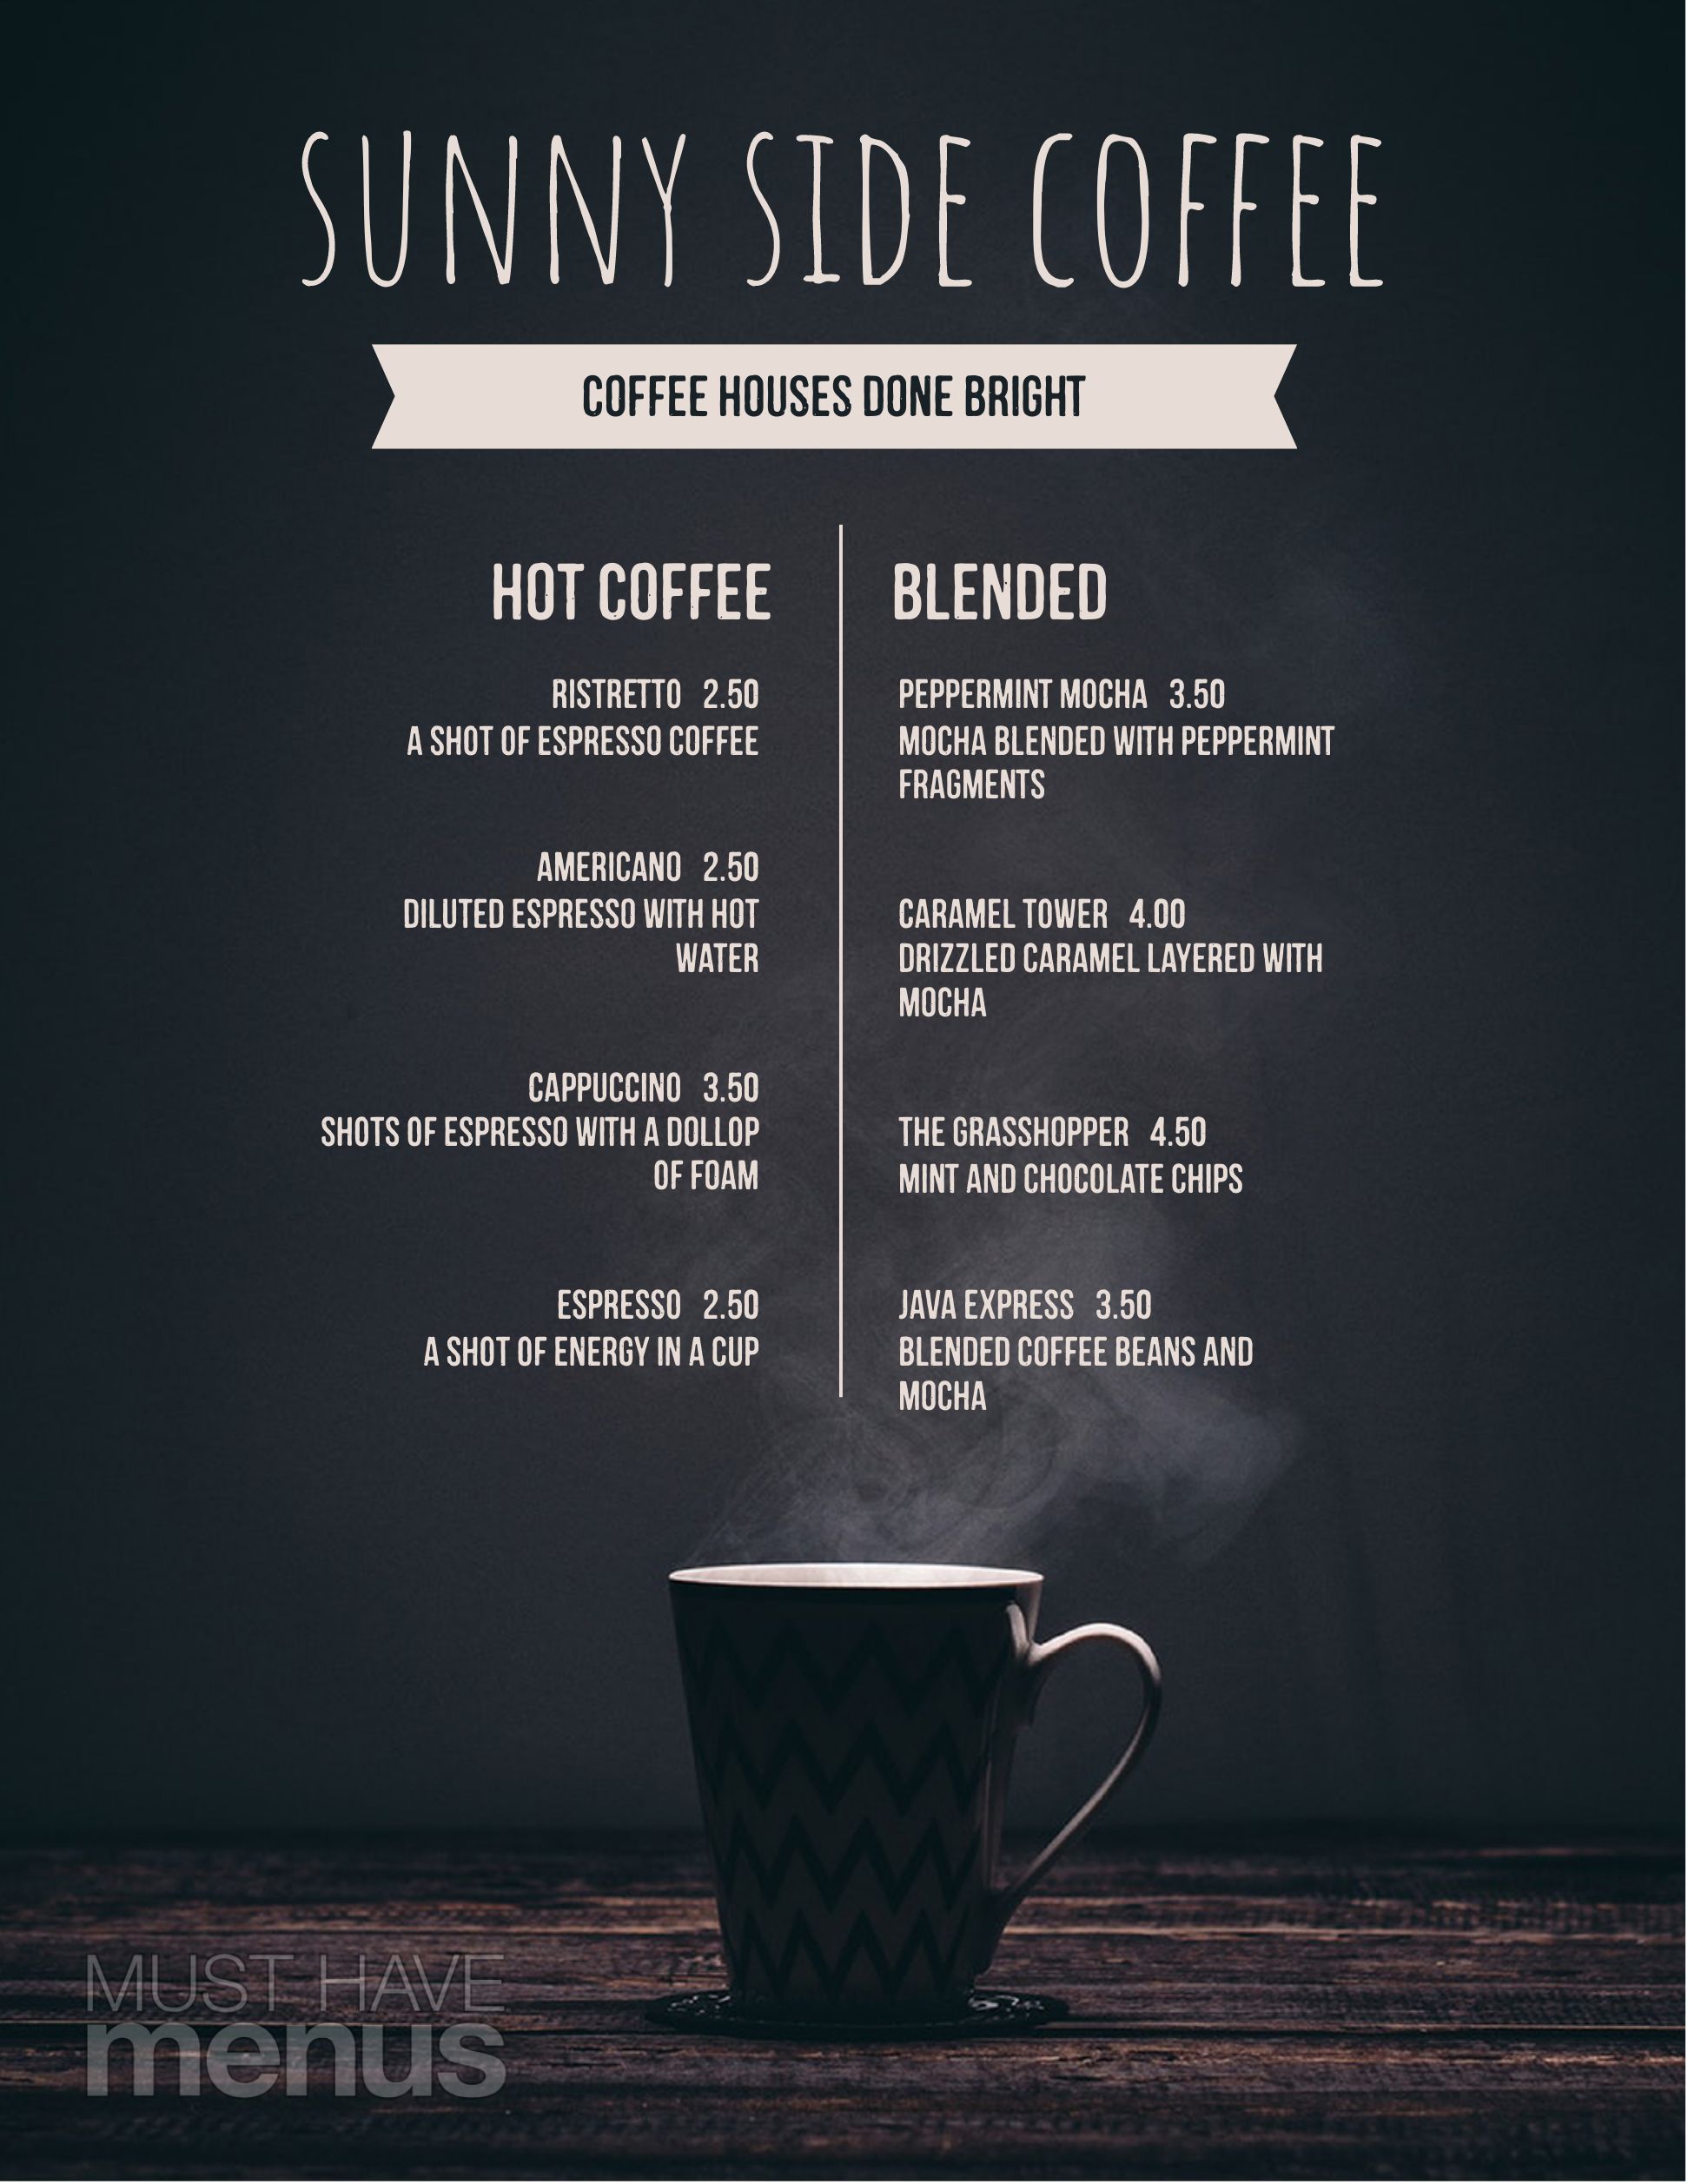 SUNNY SIDE COFFEE
COFFEE HOUSES DONE BRIGHT
HOT COFFEE
RISTRETTO 2.50
A SHOT OF ESPRESSO COFFEE
AMERICANO 2.50
DILUTED ESPRESSO WITH HOT
WATER
CAPPUCCINO 3.50
SHOTS OF ESPRESSO WITH A DOLLOP
OF FOAM
ESPRESSO 2.50
A SHOT OF ENERGY IN A CUP
BLENDED
PEPPERMINT MOCHA 3.50
MOCHA BLENDED WITH PEPPERMINT
FRAGMENTS
CARAMEL TOWER 4.00
DRIZZLED CARAMEL LAYERED WITH
MOCHA
THE GRASSHOPPER 4.50
MINT AND CHOCOLATE CHIPS
JAVA EXPRESS 3.50
BLENDED COFFEE BEANS AND
MOCHA
MUST HAVE
menus